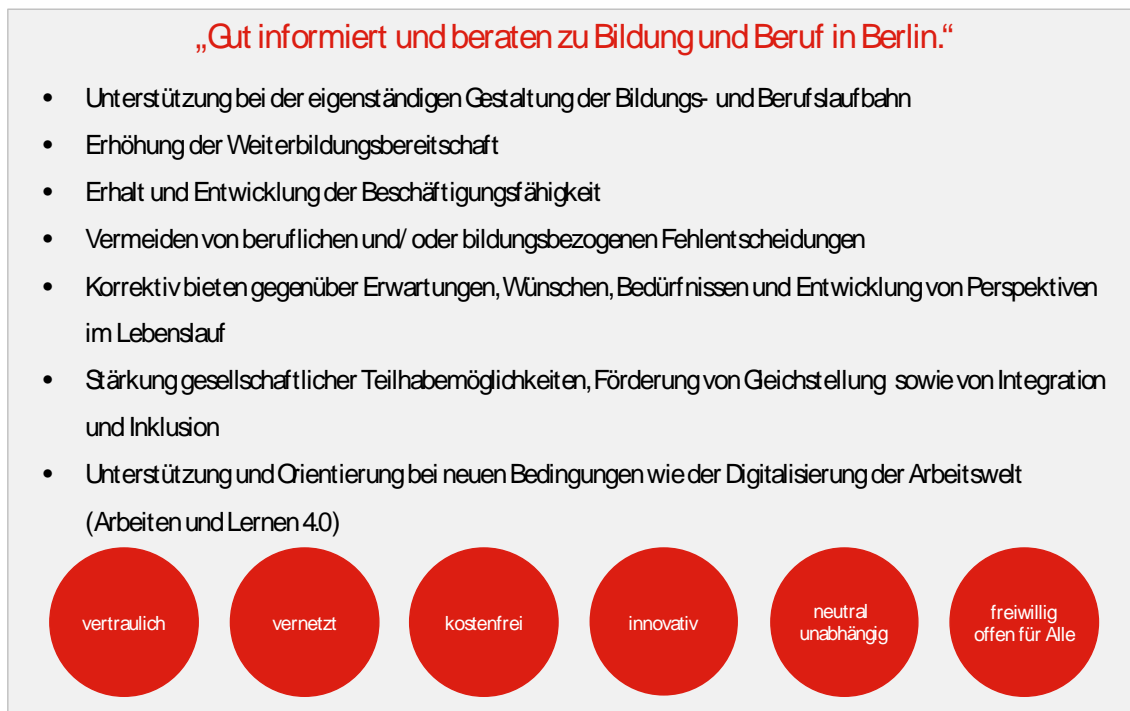 „Gut informiert und beraten zu Bildung und Beruf in Berlin.“
• Unterstützung bei der eigenständigen Gestaltung der Bildungs- und Berufslaufbahn
• Erhöhung der Weiterbildungsbereitschaft
• Erhalt und Entwicklung der Beschäftigungsfähigkeit
• Vermeiden von beruflichen und/ oder bildungsbezogenen Fehlentscheidungen
• Korrektiv bieten gegenüber Erwartungen, Wünschen, Bedürfnissen und Entwicklung von Perspektiven
im Lebenslauf
• Stärkung gesellschaftlicher Teilhabemöglichkeiten, Förderung von Gleichstellung sowie von Integration
und Inklusion
• Unterstützung und Orientierung bei neuen Bedingungen wie der Digitalisierung der Arbeitswelt
(Arbeiten und Lernen 4.0)
vertraulich
vernetzt
kostenfrei
innovativ
neutral
unabhängig
freiwillig
offen für Alle